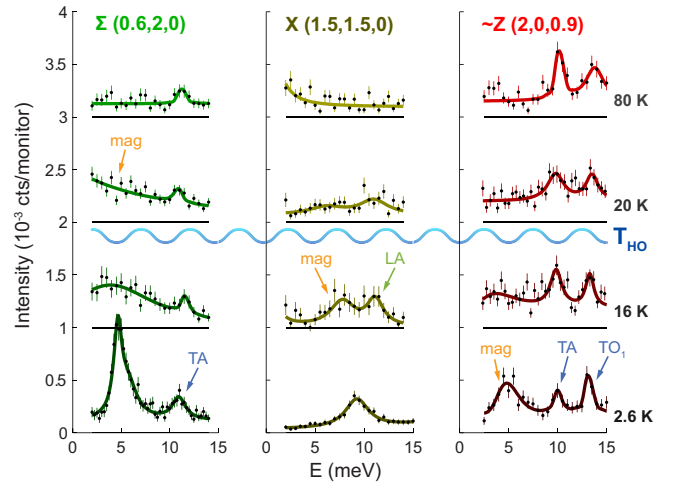 Σ (0.6,2,0)
X (1.5,1.5,0)
~Z (2,0,0.9)
Intensity (10⁻³ cts/monitor)
4
3.5
3
2.5
2
1.5
1
0.5
0
80 K
mag
20 K
T_HO
mag
LA
16 K
TA
mag
TA
TO₁
2.6 K
0 5 10 15
0 5 10 15
0 5 10 15
E (meV)